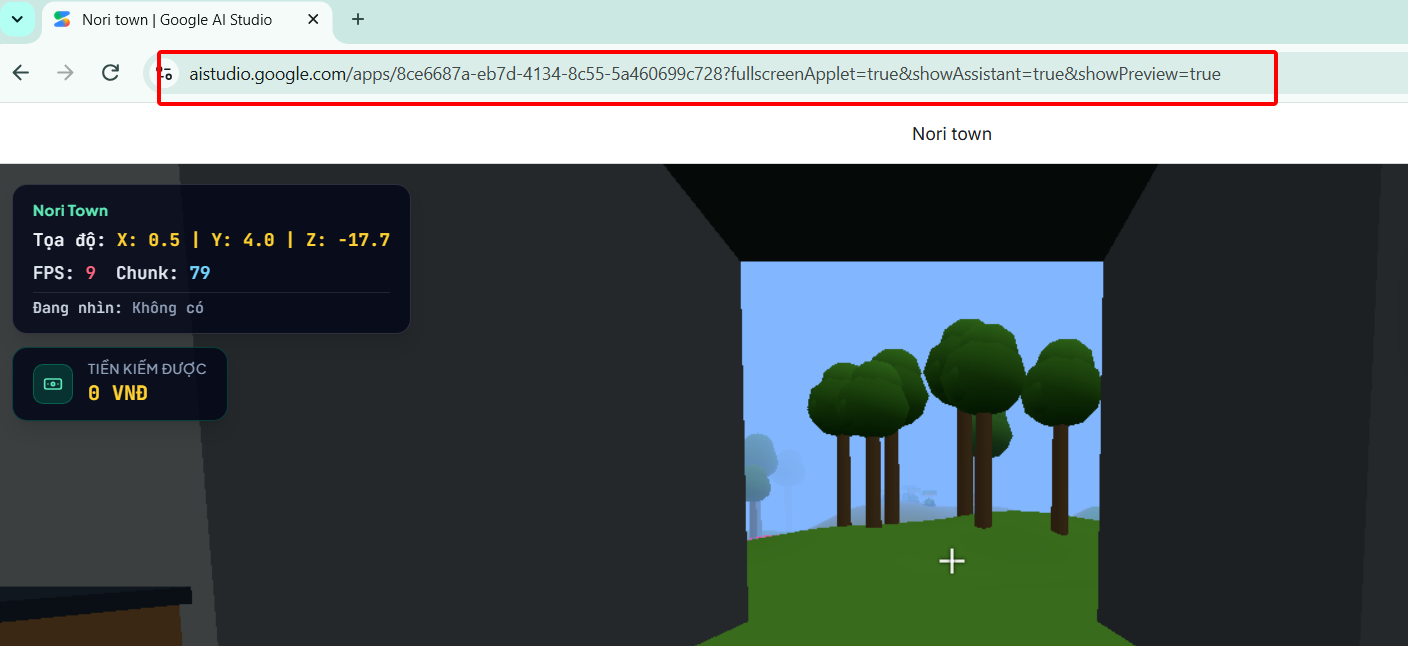 Nori town | Google AI Studio
aistudio.google.com/apps/8ce6687a-eb7d-4134-8c55-5a460699c728?fullscreenApplet=true&showAssistant=true&showPreview=true
Nori town
Nori Town
Tọa độ: X: 0.5 | Y: 4.0 | Z: -17.7
FPS: 9 Chunk: 79
Đang nhìn: Không có
TIỀN KIẾM ĐƯỢC
0 VNĐ